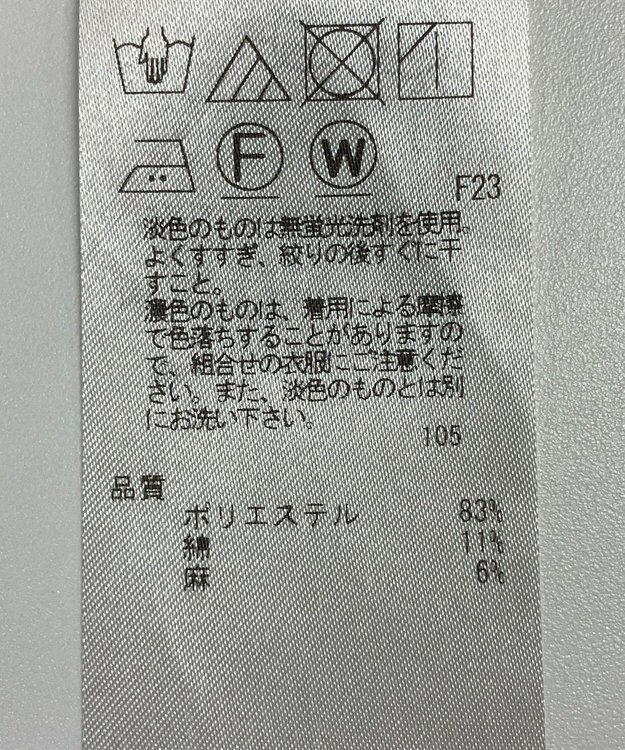 F W
F23
淡色のものは無蛍光洗剤を使用。
よくすすぎ、絞りの後すぐに干
すこと。
濃色のものは、着用による摩擦
で色落ちすることがありますの
で、組合せの衣服にご注意くだ
さい。また、淡色のものとは別
にお洗い下さい。
105
品質
ポリエステル 83%
綿 11%
麻 6%